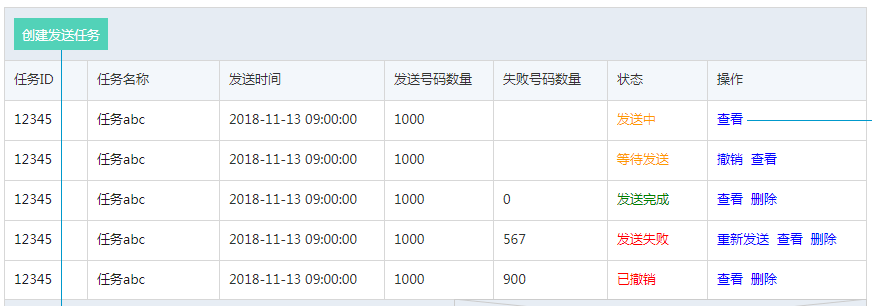 创建发送任务
任务ID 任务名称 发送时间 发送号码数量 失败号码数量 状态 操作
12345 任务abc 2018-11-13 09:00:00 1000 发送中 查看
12345 任务abc 2018-11-13 09:00:00 1000 等待发送 撤销 查看
12345 任务abc 2018-11-13 09:00:00 1000 0 发送完成 查看 删除
12345 任务abc 2018-11-13 09:00:00 1000 567 发送失败 重新发送 查看 删除
12345 任务abc 2018-11-13 09:00:00 1000 900 已撤销 查看 删除